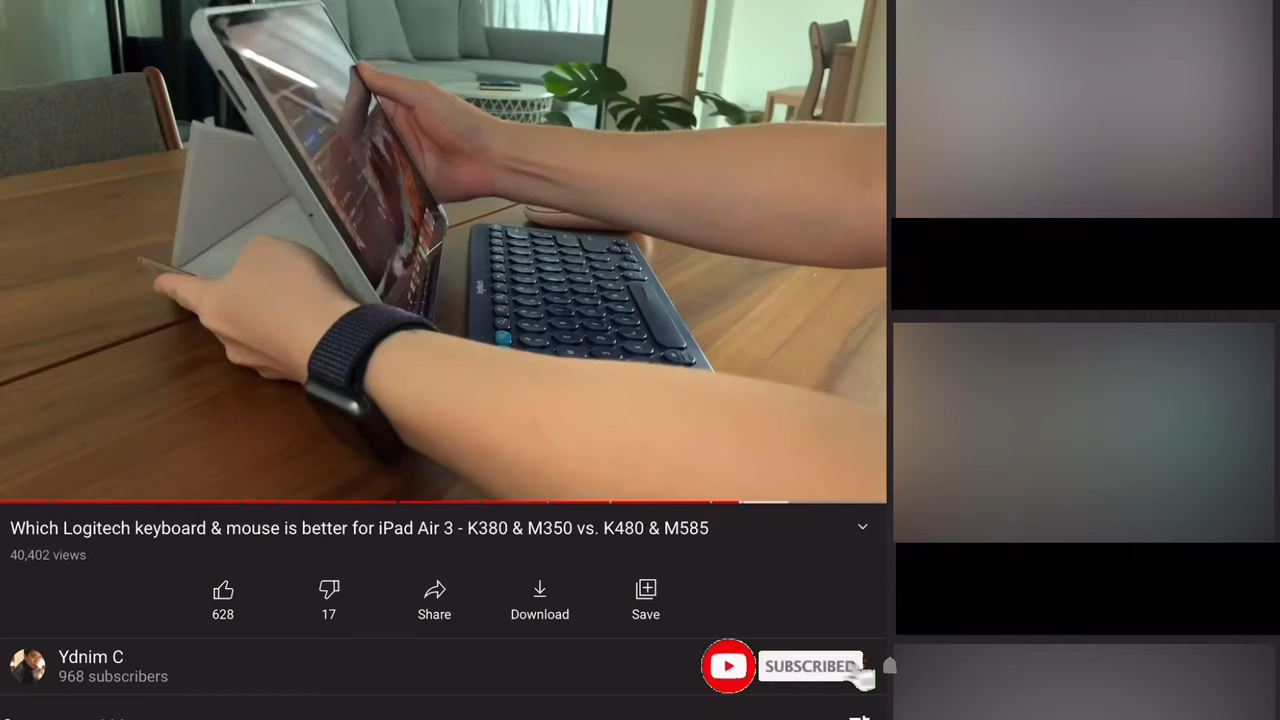 Which Logitech keyboard & mouse is better for iPad Air 3 - K380 & M350 vs. K480 & M585
40,402 views
628
17
Share
Download
Save
Ydnim C
968 subscribers
SUBSCRIBED